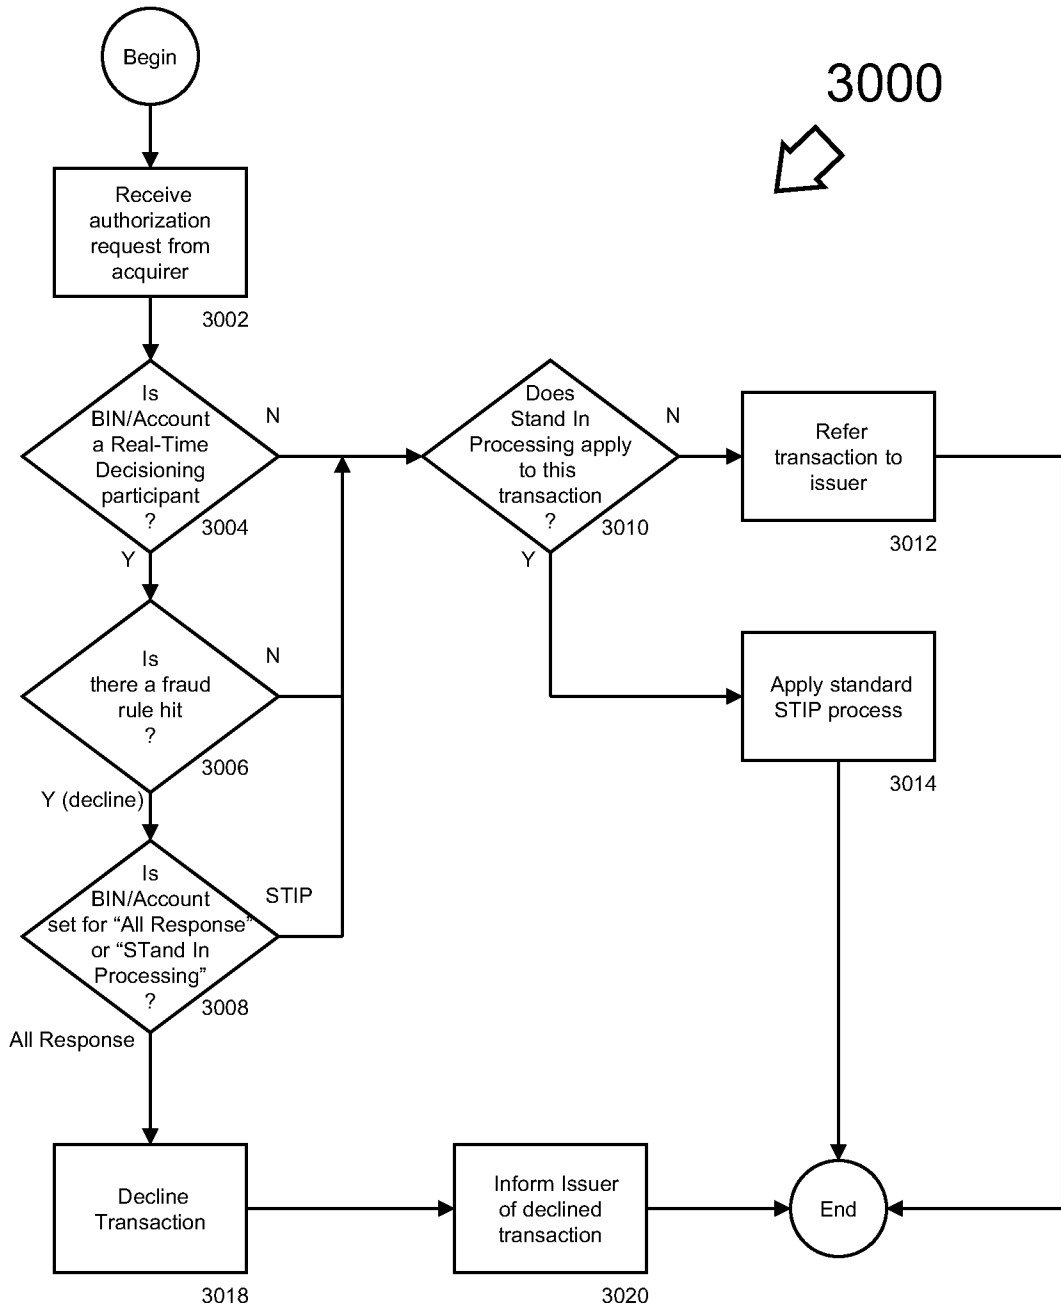 Begin
3000
Receive
authorization
request from
acquirer
3002
Is
BIN/Account
a Real-Time
Decisioning
participant
?
N
3004
Y
Does
Stand In
Processing apply
to this
transaction
?
N
3010
Y
Refer
transaction to
issuer
3012
Is
there a fraud
rule hit
?
N
3006
Y (decline)
Apply standard
STIP process
3014
Is
BIN/Account
set for “All Response”
or “STand In
Processing”
?
STIP
3008
All Response
Decline
Transaction
3018
Inform Issuer
of declined
transaction
3020
End